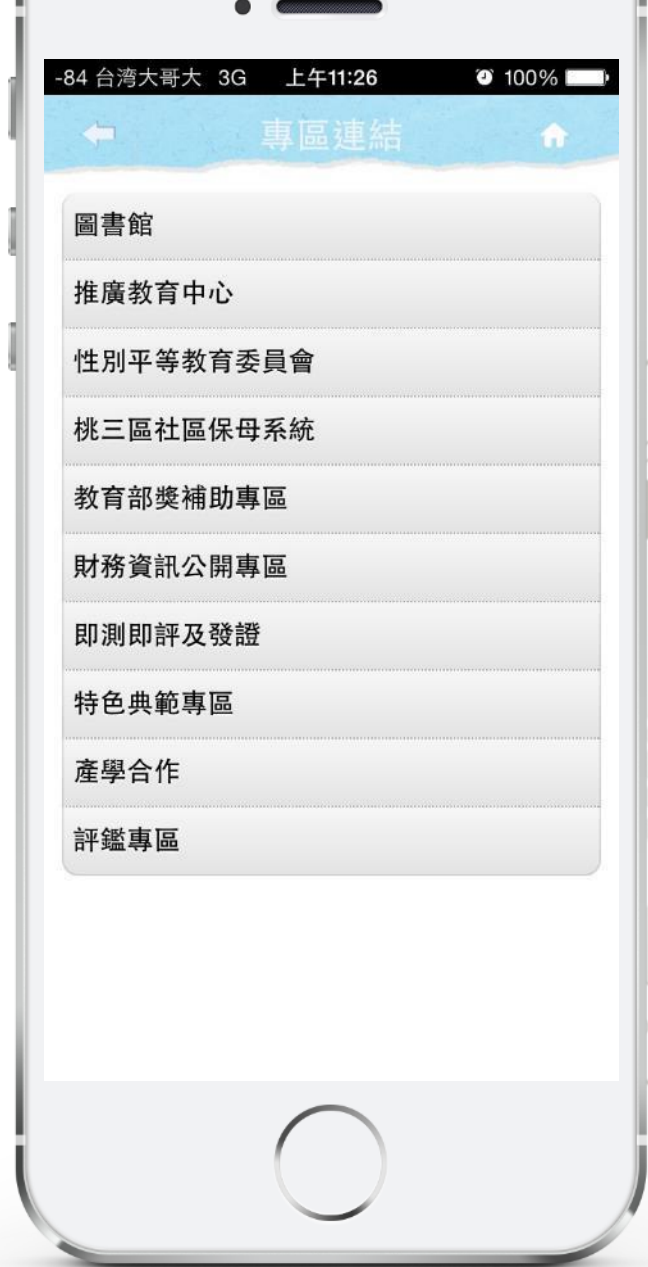 -84 台湾大哥大 3G 上午11:26 100%
專區連結
圖書館
推廣教育中心
性別平等教育委員會
桃三區社區保母系統
教育部獎補助專區
財務資訊公開專區
即測即評及發證
特色典範專區
產學合作
評鑑專區